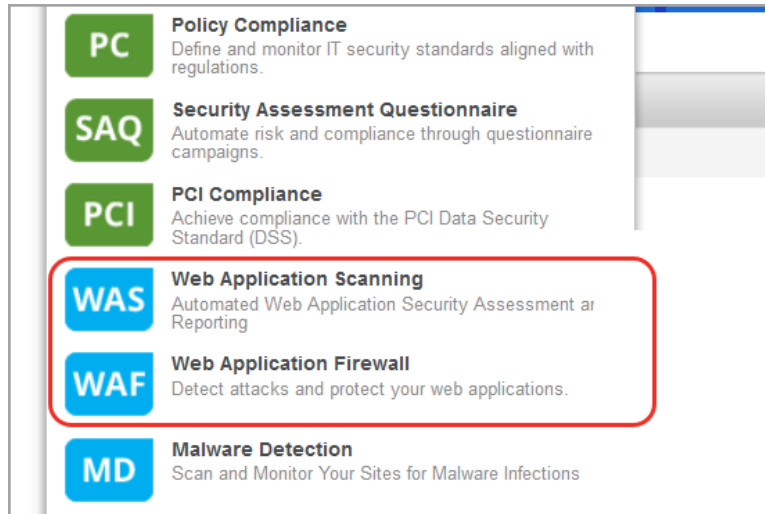 PC
Policy Compliance
Define and monitor IT security standards aligned with
regulations.
SAQ
Security Assessment Questionnaire
Automate risk and compliance through questionnaire
campaigns.
PCI
PCI Compliance
Achieve compliance with the PCI Data Security
Standard (DSS).
WAS
Web Application Scanning
Automated Web Application Security Assessment ar
Reporting
WAF
Web Application Firewall
Detect attacks and protect your web applications.
MD
Malware Detection
Scan and Monitor Your Sites for Malware Infections